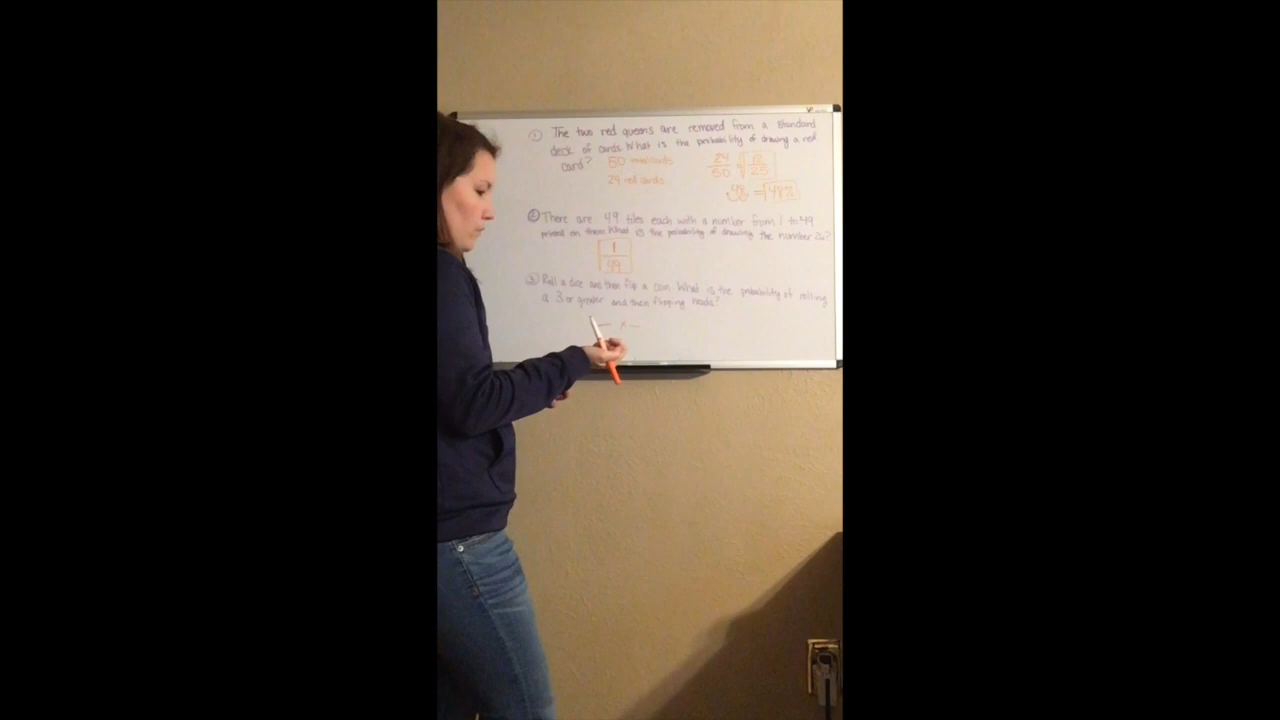 ① The two red queens are removed from a standard
deck of cards. What is the probability of drawing a red
card? 50 total cards 24/50 = 12/25
24 red cards .48 = 48%
② There are 49 tiles each with a number from 1 to 49
printed on them. What is the probability of drawing the number 26?
1/49
③ Roll a dice and then flip a coin. What is the probability of rolling
a 3 or greater and then flipping heads?
— x —